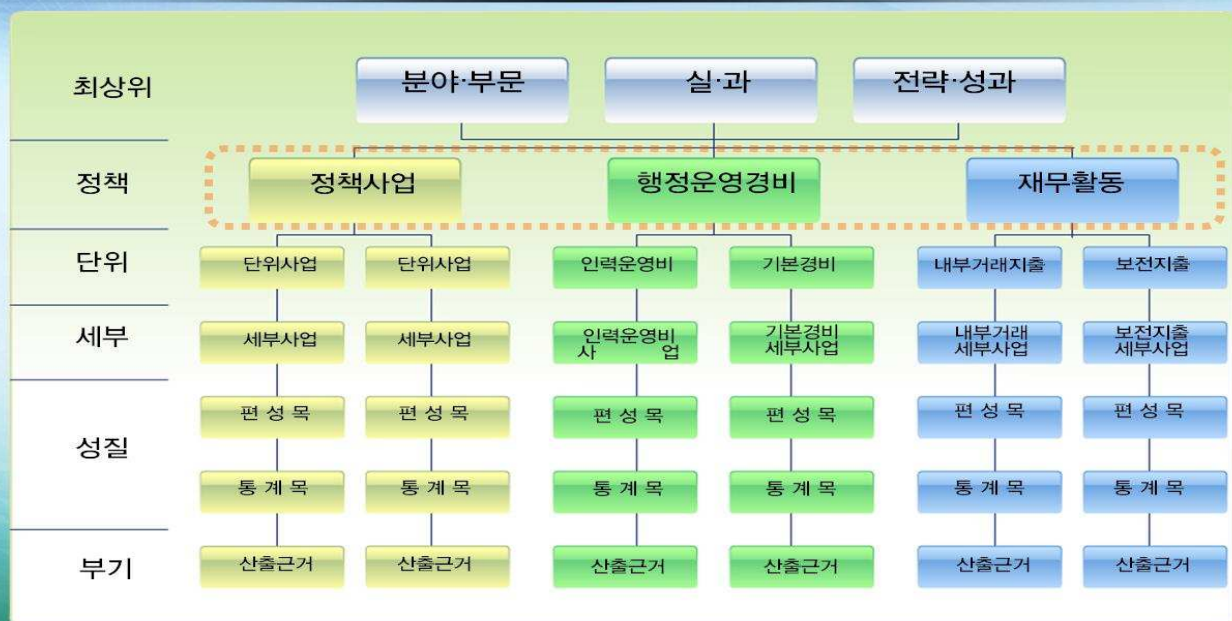 최상위
분야·부문
실·과
전략·성과
정책
정책사업
행정운영경비
재무활동
단위
단위사업
단위사업
인력운영비
기본경비
내부거래지출
보전지출
세부
세부사업
세부사업
인력운영비
사 업
기본경비
세부사업
내부거래
세부사업
보전지출
세부사업
성질
편 성 목
편 성 목
편 성 목
편 성 목
편 성 목
편 성 목
통 계 목
통 계 목
통 계 목
통 계 목
통 계 목
통 계 목
부기
산출근거
산출근거
산출근거
산출근거
산출근거
산출근거